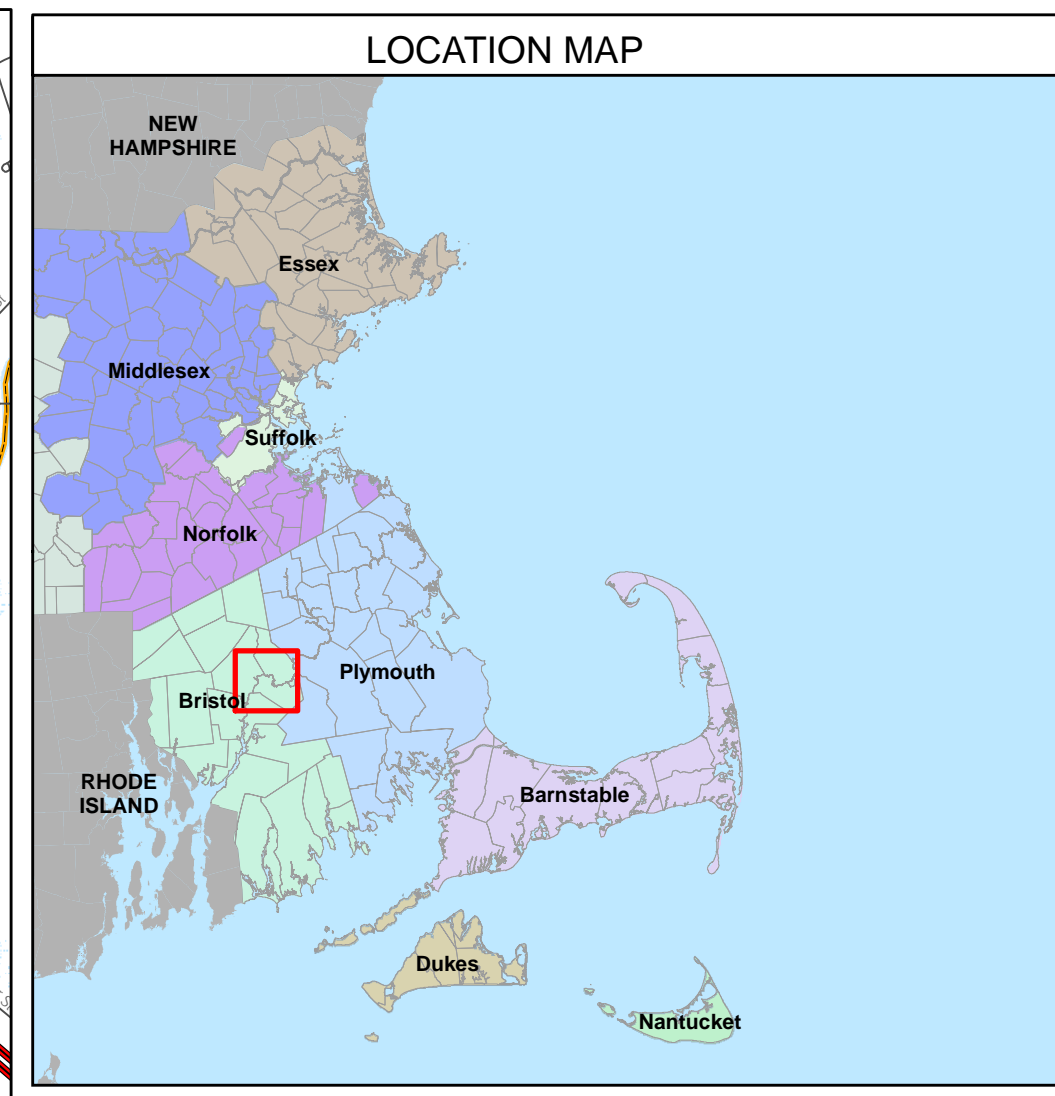 LOCATION MAP
NEW
HAMPSHIRE
Essex
Middlesex
Suffolk
Norfolk
Plymouth
Bristol
RHODE
ISLAND
Barnstable
Dukes
Nantucket